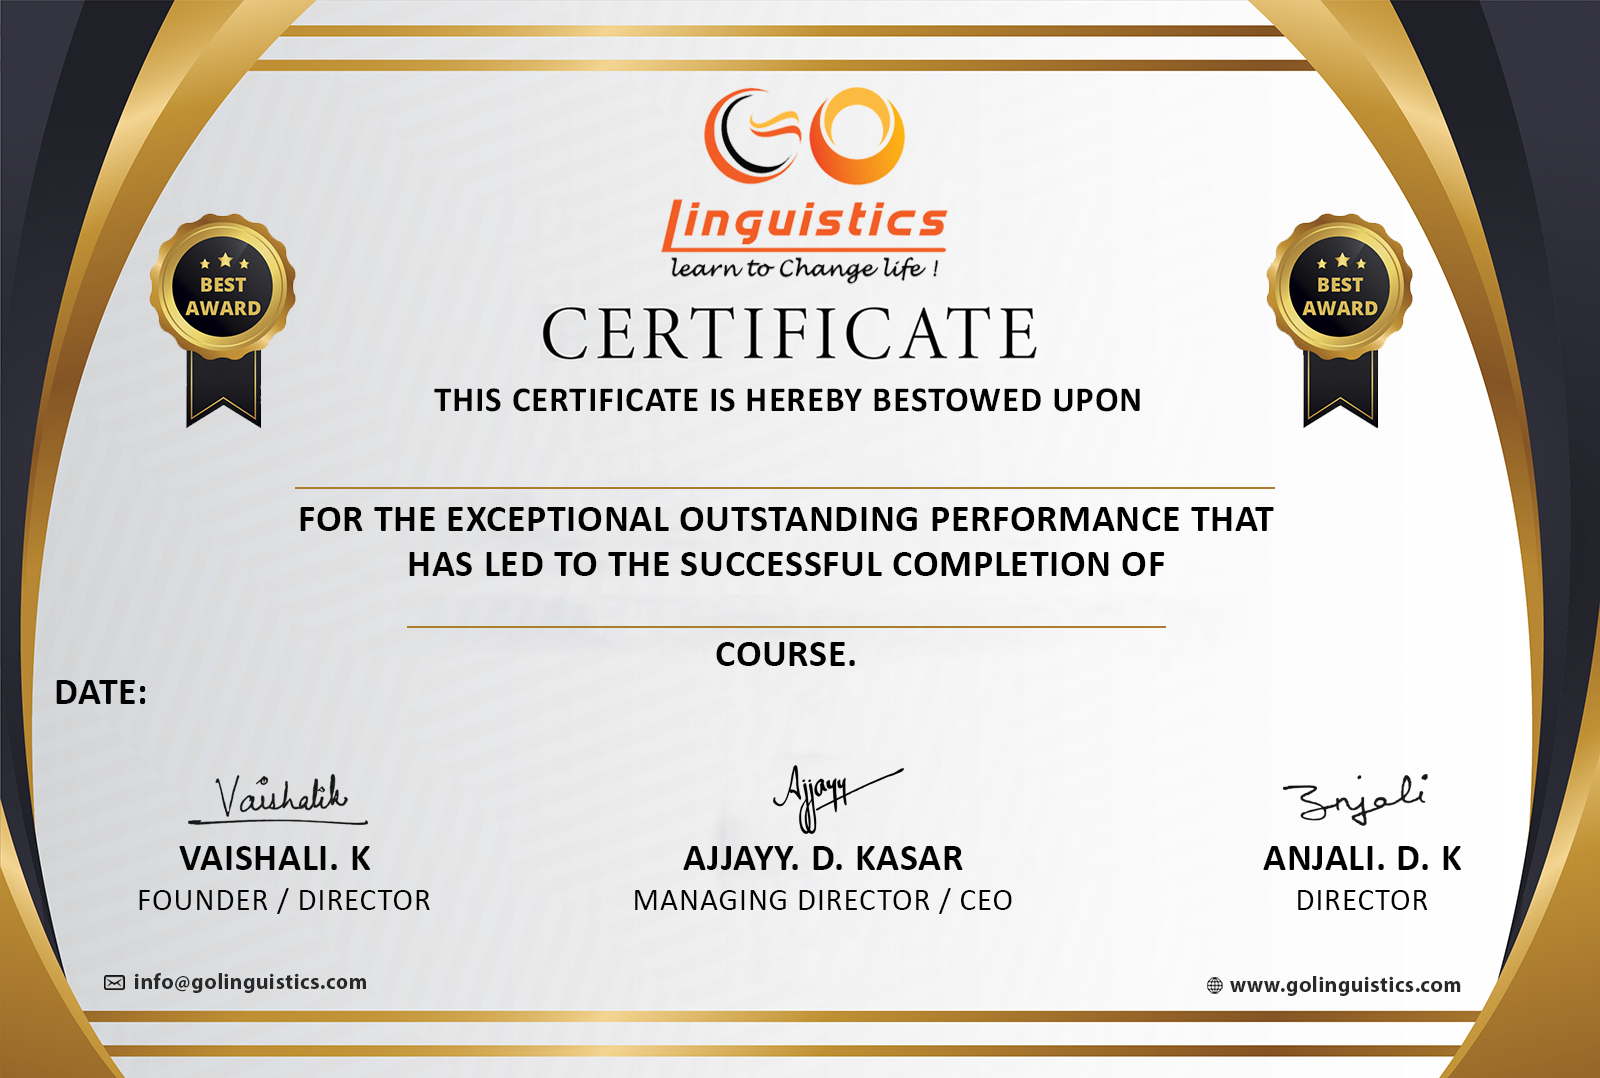 GO
Linguistics
learn to Change life !
BEST
AWARD
BEST
AWARD
CERTIFICATE
THIS CERTIFICATE IS HEREBY BESTOWED UPON
FOR THE EXCEPTIONAL OUTSTANDING PERFORMANCE THAT
HAS LED TO THE SUCCESSFUL COMPLETION OF
COURSE.
DATE:
Vaishalik
Ajjayy
Anjali
VAISHALI. K
AJJAYY. D. KASAR
ANJALI. D. K
FOUNDER / DIRECTOR
MANAGING DIRECTOR / CEO
DIRECTOR
info@golinguistics.com
www.golinguistics.com